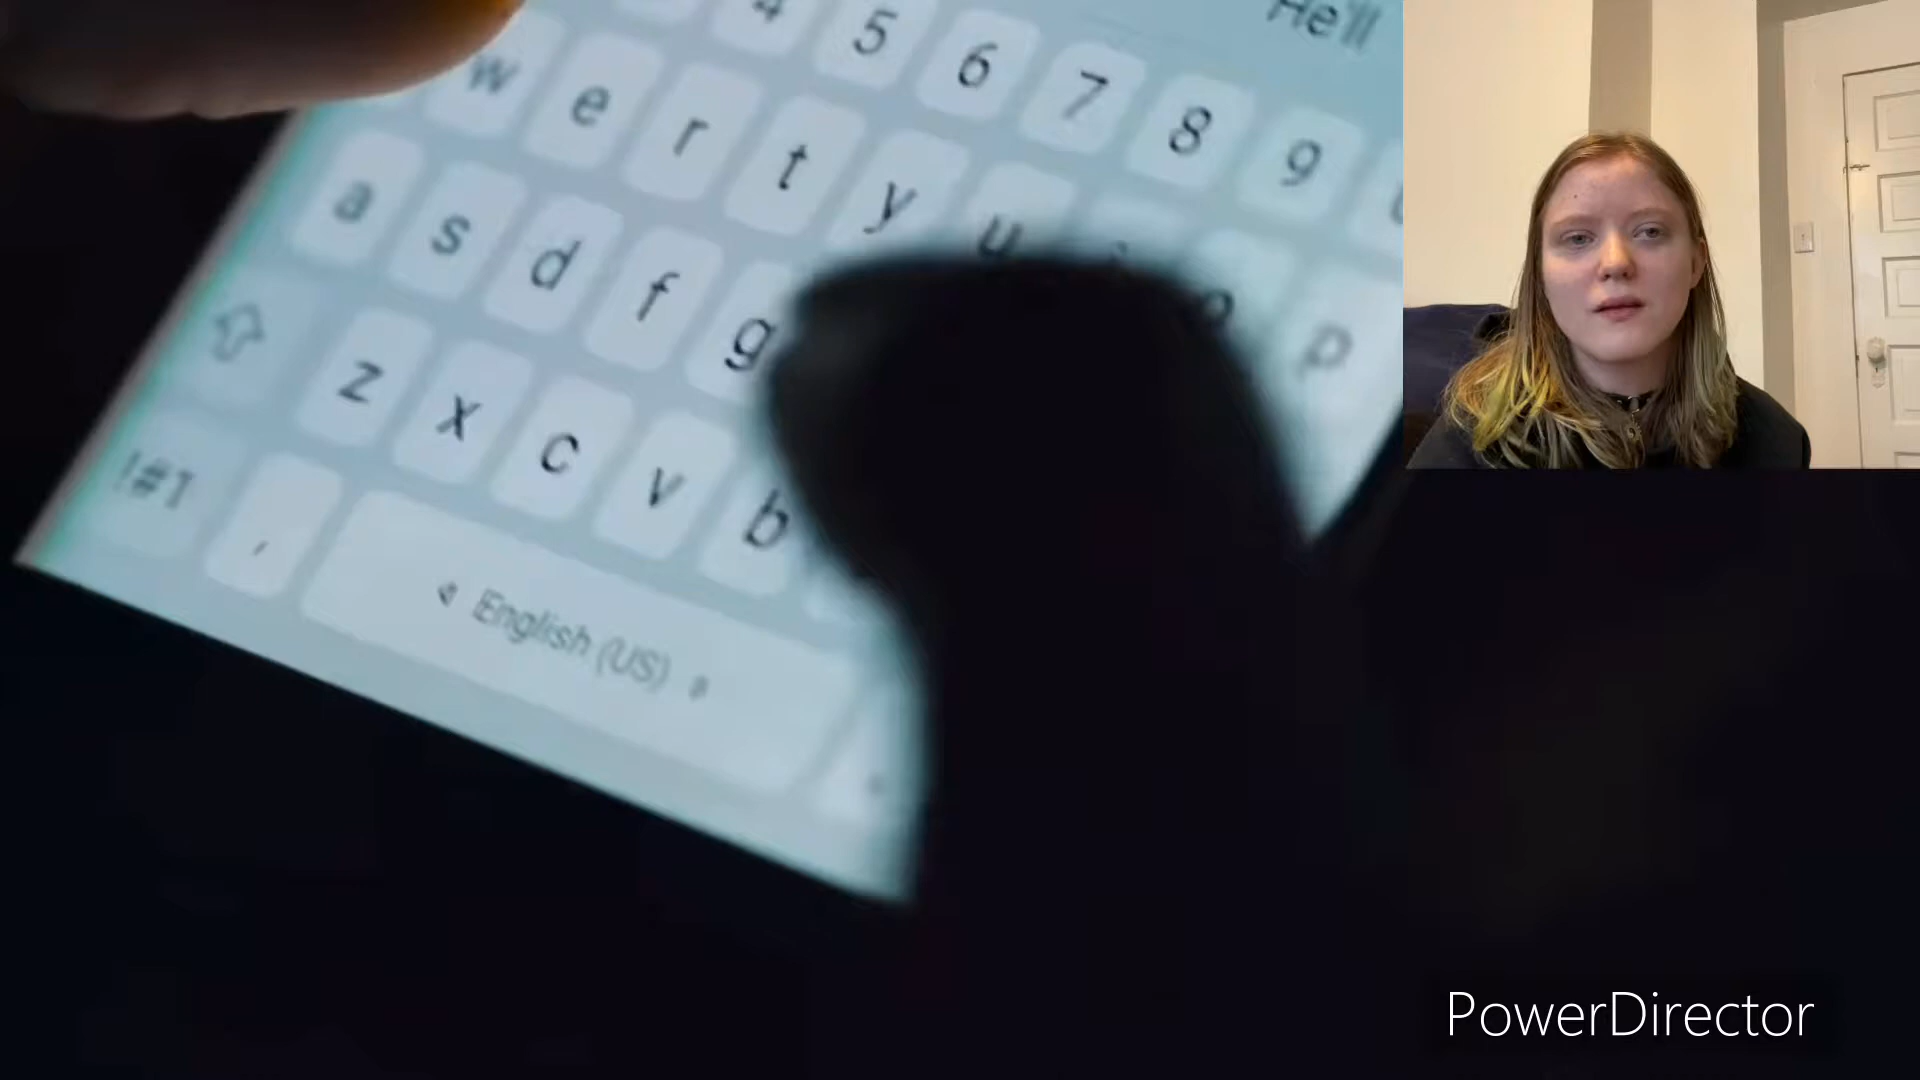 He'll
4 5 6 7 8 9
w e r t y u i o p
a s d f g
z x c v b
!#1 , English (US) .
PowerDirector